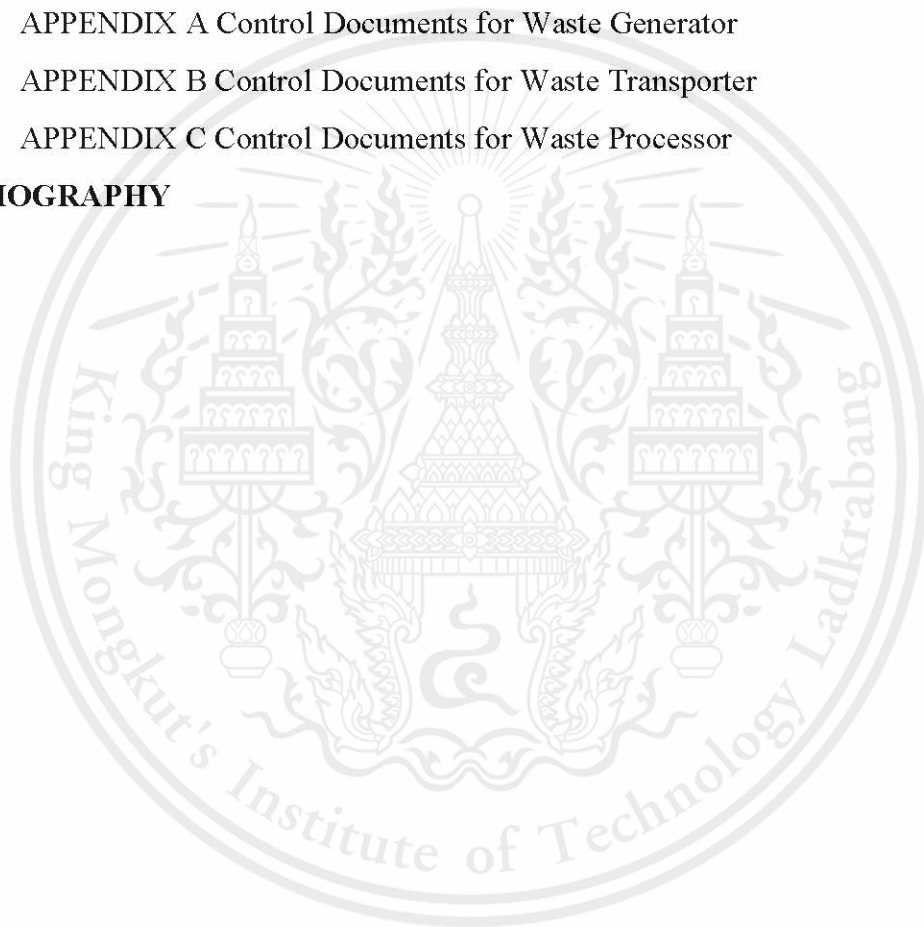 APPENDIX A Control Documents for Waste Generator
APPENDIX B Control Documents for Waste Transporter
APPENDIX C Control Documents for Waste Processor
IOGRAPHY
King Mongkut's Institute of Technology Ladkrabang